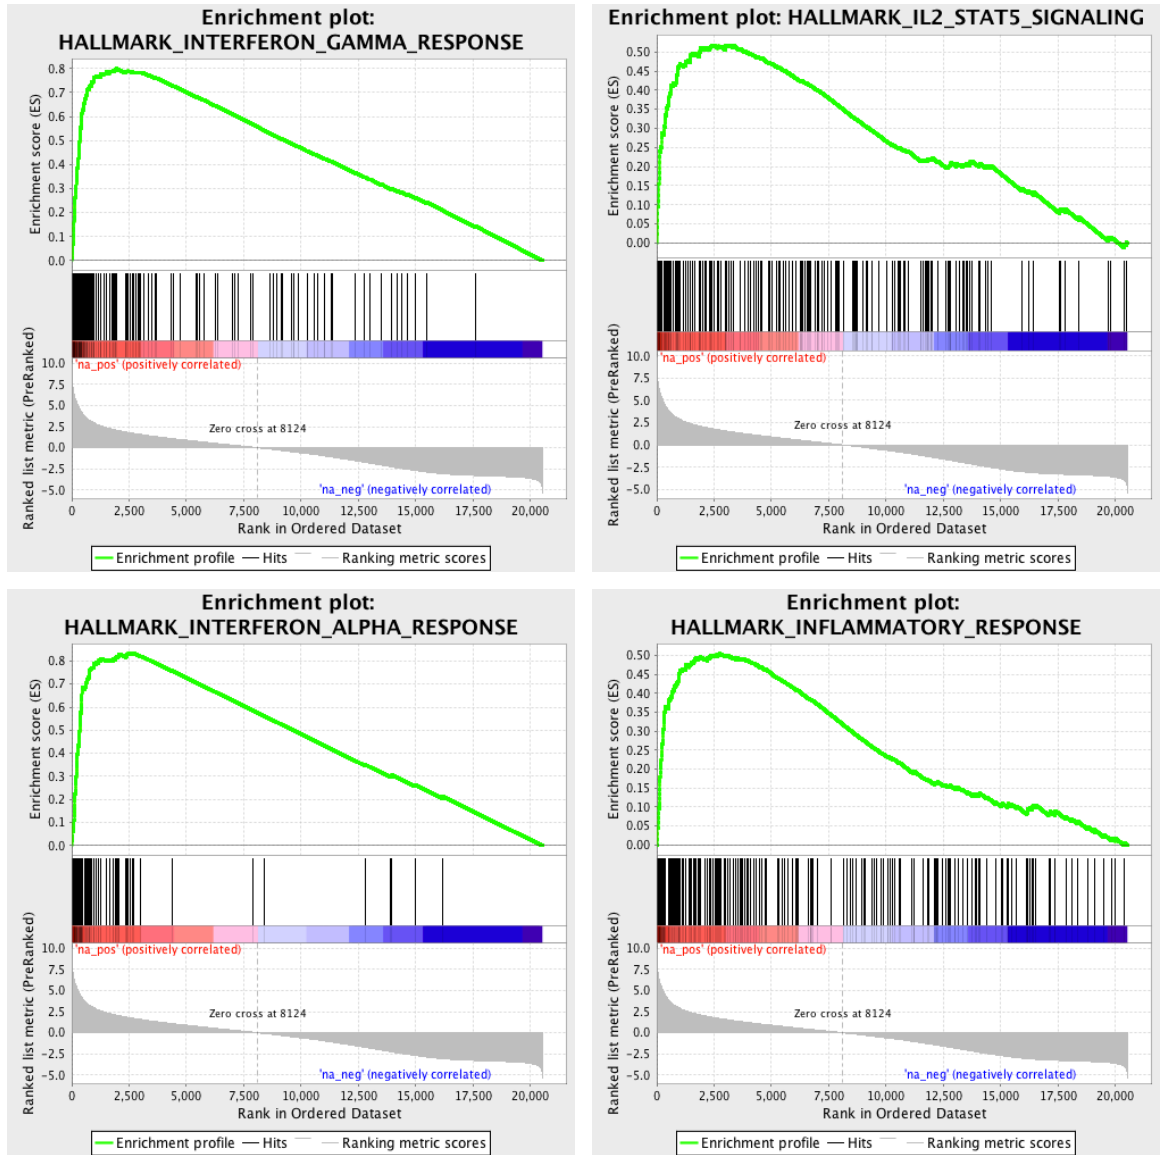 Enrichment plot:
HALLMARK_INTERFERON_GAMMA_RESPONSE
Enrichment score (ES)
0.8
0.7
0.6
0.5
0.4
0.3
0.2
0.1
0.0
Ranked list metric (PreRanked)
10.0
7.5
5.0
2.5
0.0
-2.5
-5.0
'na_pos' (positively correlated)
Zero cross at 8124
'na_neg' (negatively correlated)
0 2,500 5,000 7,500 10,000 12,500 15,000 17,500 20,000
Rank in Ordered Dataset
Enrichment profile Hits Ranking metric scores
Enrichment plot: HALLMARK_IL2_STAT5_SIGNALING
Enrichment score (ES)
0.50
0.45
0.40
0.35
0.30
0.25
0.20
0.15
0.10
0.05
0.00
Ranked list metric (PreRanked)
10.0
7.5
5.0
2.5
0.0
-2.5
-5.0
'na_pos' (positively correlated)
Zero cross at 8124
'na_neg' (negatively correlated)
0 2,500 5,000 7,500 10,000 12,500 15,000 17,500 20,000
Rank in Ordered Dataset
Enrichment profile Hits Ranking metric scores
Enrichment plot:
HALLMARK_INTERFERON_ALPHA_RESPONSE
Enrichment score (ES)
0.8
0.7
0.6
0.5
0.4
0.3
0.2
0.1
0.0
Ranked list metric (PreRanked)
10.0
7.5
5.0
2.5
0.0
-2.5
-5.0
'na_pos' (positively correlated)
Zero cross at 8124
'na_neg' (negatively correlated)
0 2,500 5,000 7,500 10,000 12,500 15,000 17,500 20,000
Rank in Ordered Dataset
Enrichment profile Hits Ranking metric scores
Enrichment plot:
HALLMARK_INFLAMMATORY_RESPONSE
Enrichment score (ES)
0.50
0.45
0.40
0.35
0.30
0.25
0.20
0.15
0.10
0.05
0.00
Ranked list metric (PreRanked)
10.0
7.5
5.0
2.5
0.0
-2.5
-5.0
'na_pos' (positively correlated)
Zero cross at 8124
'na_neg' (negatively correlated)
0 2,500 5,000 7,500 10,000 12,500 15,000 17,500 20,000
Rank in Ordered Dataset
Enrichment profile Hits Ranking metric scores